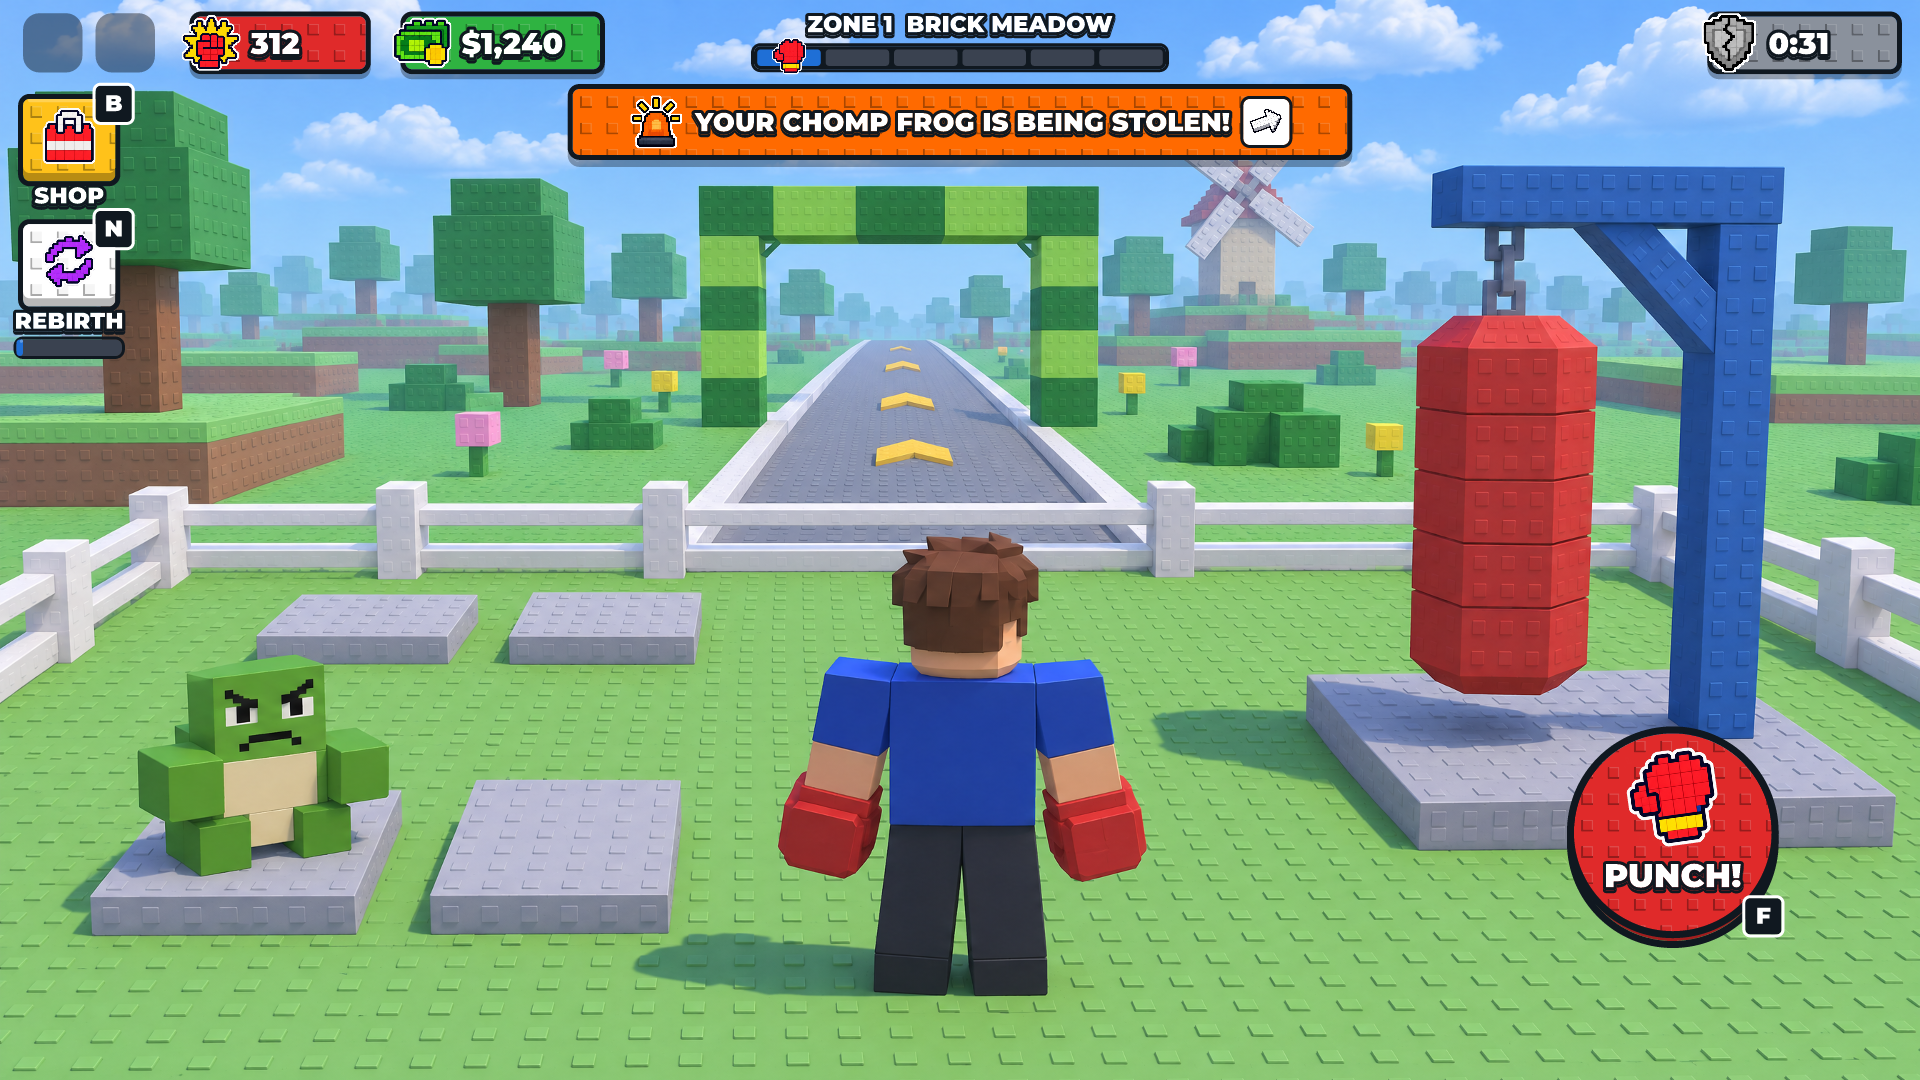 312
$1,240
ZONE 1 BRICK MEADOW
0:31
B
YOUR CHOMP FROG IS BEING STOLEN!
SHOP
N
REBIRTH
PUNCH!
F